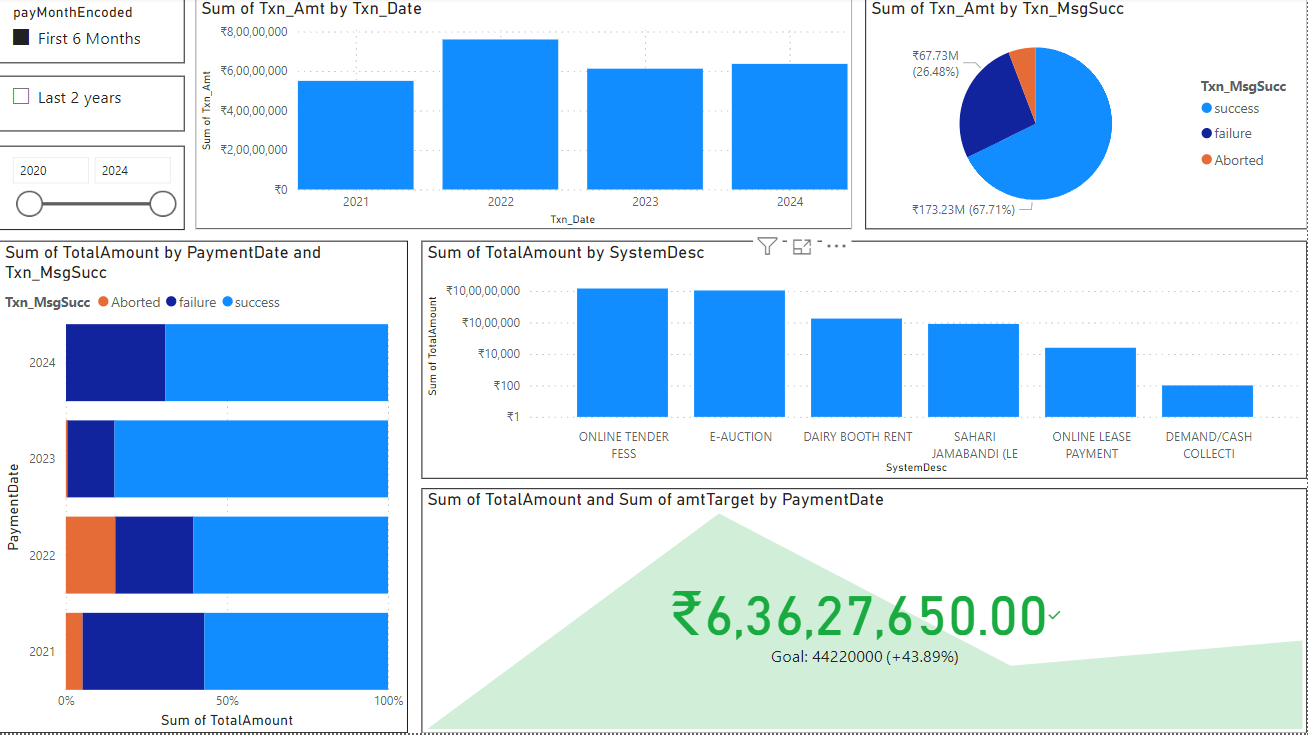 payMonthEncoded
First 6 Months
Last 2 years
2020 2024
Sum of Txn_Amt by Txn_Date
Sum of Txn_Amt
₹8,00,00,000
₹6,00,00,000
₹4,00,00,000
₹2,00,00,000
₹0
2021 2022 2023 2024
Txn_Date
Sum of Txn_Amt by Txn_MsgSucc
₹67.73M
(26.48%)
₹173.23M (67.71%)
Txn_MsgSucc
success
failure
Aborted
Sum of TotalAmount by PaymentDate and
Txn_MsgSucc
Txn_MsgSucc Aborted failure success
PaymentDate
2024
2023
2022
2021
0% 50% 100%
Sum of TotalAmount
Sum of TotalAmount by SystemDesc
Sum of TotalAmount
₹10,00,00,000
₹10,00,000
₹10,000
₹100
₹1
ONLINE TENDER
FESS
E-AUCTION
DAIRY BOOTH RENT
SAHARI
JAMABANDI (LE
ONLINE LEASE
PAYMENT
DEMAND/CASH
COLLECTI
SystemDesc
Sum of TotalAmount and Sum of amtTarget by PaymentDate
₹6,36,27,650.00
Goal: 44220000 (+43.89%)